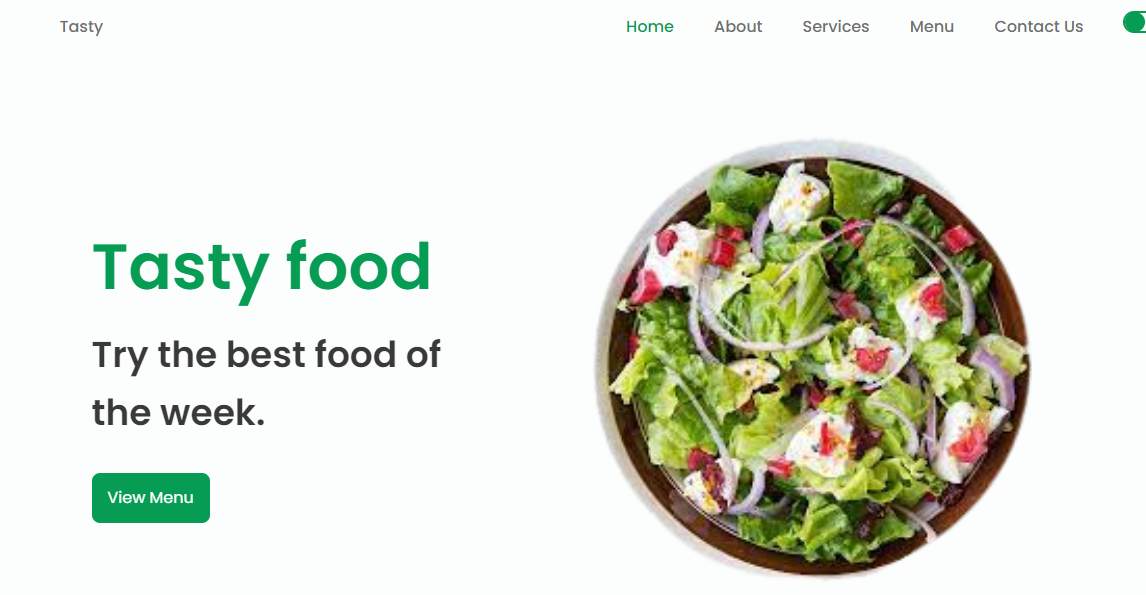 Tasty
Home About Services Menu Contact Us
Tasty food
Try the best food of
the week.
View Menu